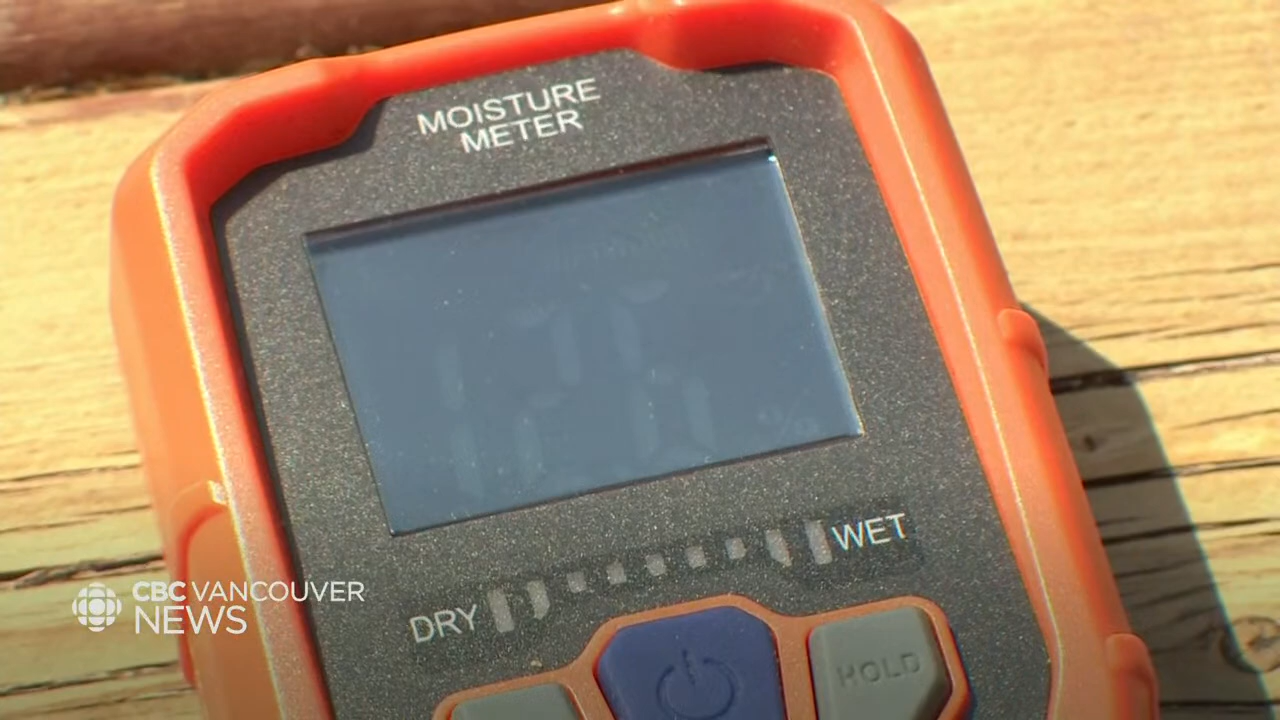 MOISTURE
METER
%
DRY
WET
HOLD
CBC VANCOUVER
NEWS